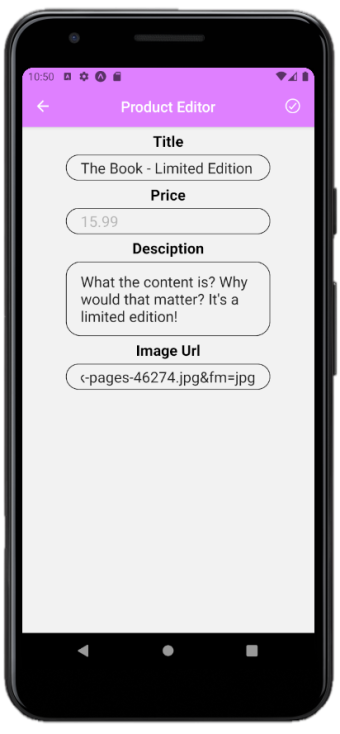 10:50
Product Editor
Title
The Book - Limited Edition
Price
15.99
Desciption
What the content is? Why
would that matter? It's a
limited edition!
Image Url
-pages-46274.jpg&fm=jpg